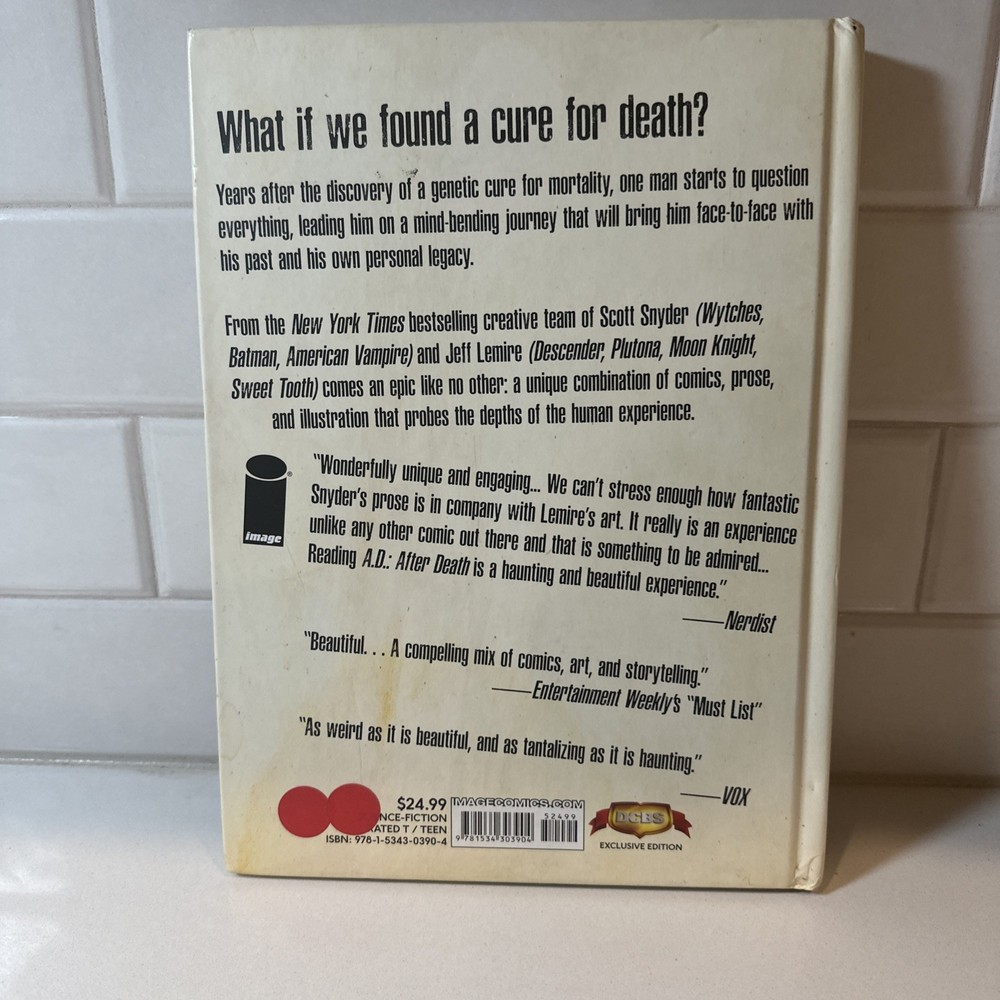 What if we found a cure for death?
Years after the discovery of a genetic cure for mortality, one man starts to question
everything, leading him on a mind-bending journey that will bring him face-to-face with
his past and his own personal legacy.
From the New York Times bestselling creative team of Scott Snyder (Wytches,
Batman, American Vampire) and Jeff Lemire (Descender, Plutona, Moon Knight,
Sweet Tooth) comes an epic like no other: a unique combination of comics, prose,
and illustration that probes the depths of the human experience.
"Wonderfully unique and engaging... We can't stress enough how fantastic
Snyder's prose is in company with Lemire's art. It really is an experience
unlike any other comic out there and that is something to be admired...
Reading A.D.: After Death is a haunting and beautiful experience."
—Nerdist
image®
"Beautiful. . . A compelling mix of comics, art, and storytelling."
—Entertainment Weekly's "Must List"
"As weird as it is beautiful, and as tantalizing as it is haunting."
—VOX
$24.99
NCE-FICTION
RATED T / TEEN
ISBN: 978-1-5343-0390-4
IMAGECOMICS.COM
52499
9 781534 303904
DCBS
EXCLUSIVE EDITION